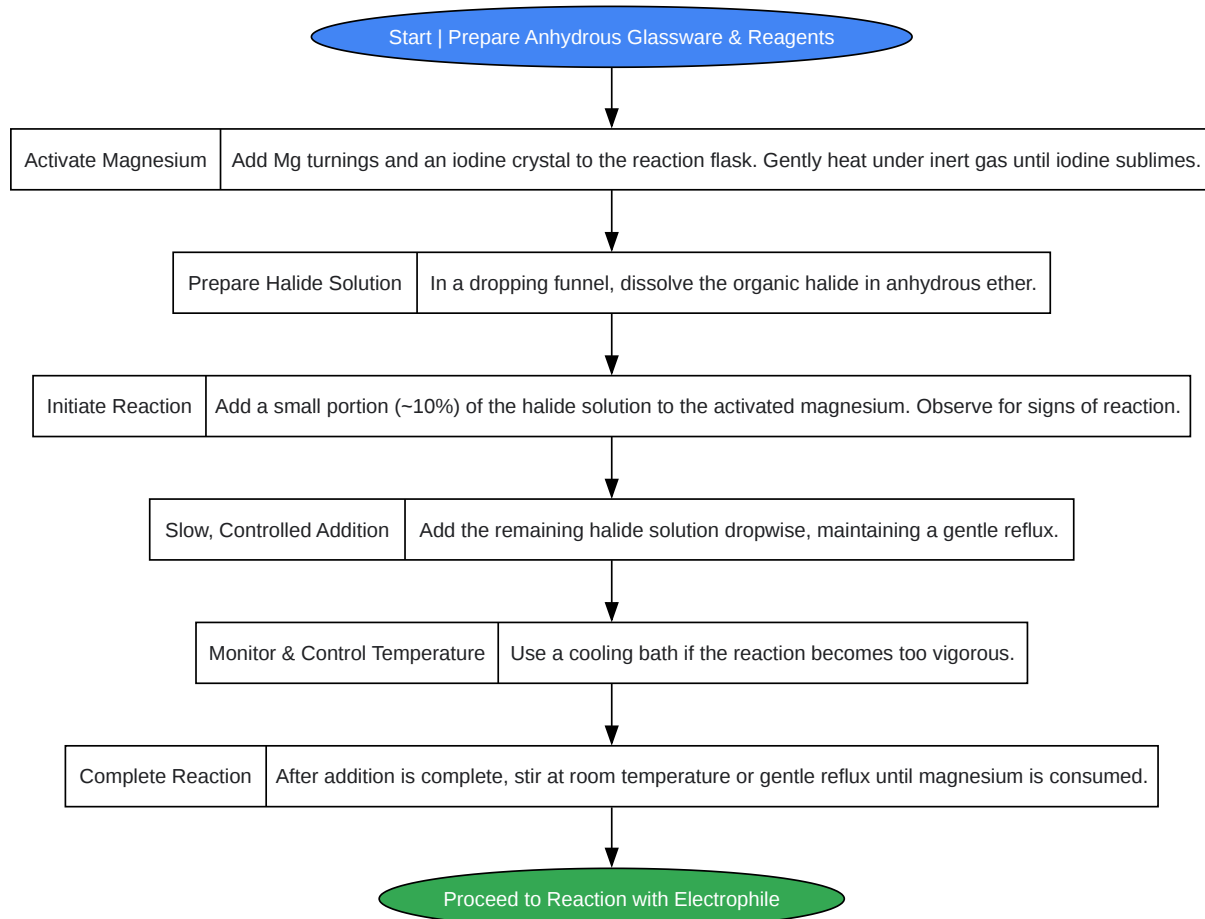 Start | Prepare Anhydrous Glassware & Reagents
Activate Magnesium
Add Mg turnings and an iodine crystal to the reaction flask. Gently heat under inert gas until iodine sublimes.
Prepare Halide Solution
In a dropping funnel, dissolve the organic halide in anhydrous ether.
Initiate Reaction
Add a small portion (~10%) of the halide solution to the activated magnesium. Observe for signs of reaction.
Slow, Controlled Addition
Add the remaining halide solution dropwise, maintaining a gentle reflux.
Monitor & Control Temperature
Use a cooling bath if the reaction becomes too vigorous.
Complete Reaction
After addition is complete, stir at room temperature or gentle reflux until magnesium is consumed.
Proceed to Reaction with Electrophile